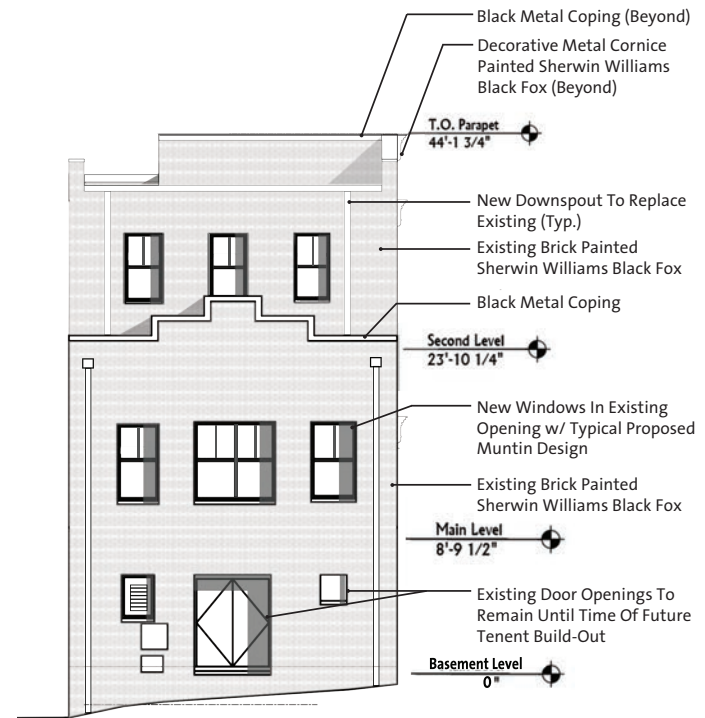 Black Metal Coping (Beyond)
Decorative Metal Cornice
Painted Sherwin Williams
Black Fox (Beyond)
T.O. Parapet
44'-1 3/4"
New Downspout To Replace
Existing (Typ.)
Existing Brick Painted
Sherwin Williams Black Fox
Black Metal Coping
Second Level
23'-10 1/4"
New Windows In Existing
Opening w/ Typical Proposed
Muntin Design
Existing Brick Painted
Sherwin Williams Black Fox
Main Level
8'-9 1/2"
Existing Door Openings To
Remain Until Time Of Future
Tenent Build-Out
Basement Level
0"